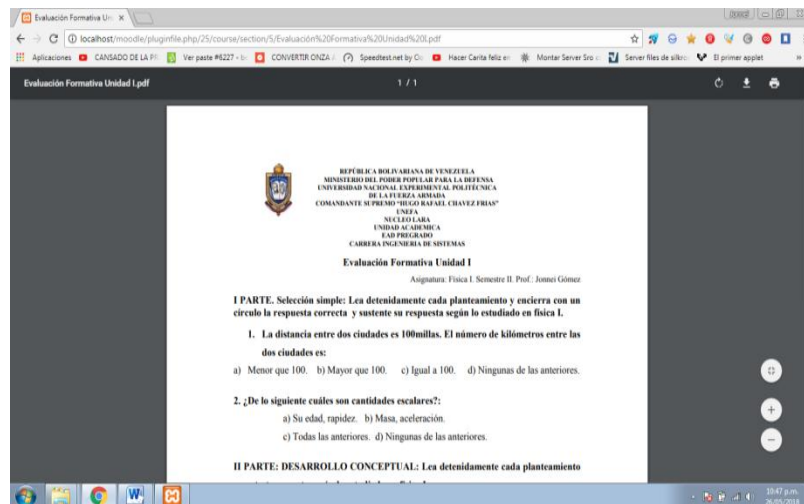 Evaluación Formativa Un
localhost/moodle/pluginfile.php/25/course/section/5/Evaluación%20Formativa%20Unidad%20I.pdf
Aplicaciones CANSADO DE LA FE Ver paste #6227 - CONVERTIR ONZA / Speedtest.net by O Hacer Carita feliz en Montar Server Sro Server files de silkro El primer applet
Evaluación Formativa Unidad I.pdf 1 / 1
REPÚBLICA BOLIVARIANA DE VENEZUELA
MINISTERIO DEL PODER POPULAR PARA LA DEFENSA
UNIVERSIDAD NACIONAL EXPERIMENTAL POLITÉCNICA
DE LA FUERZA ARMADA
COMANDANTE SUPREMO "HUGO RAFAEL CHAVEZ FRIAS"
UNEFA
NUCLEO LARA
UNIDAD ACADEMICA
EAD PREGRADO
CARRERA INGENIERIA DE SISTEMAS
Evaluación Formativa Unidad I
Asignatura: Física I. Semestre II. Prof.: Jonnei Gómez
I PARTE. Selección simple: Lea detenidamente cada planteamiento y encierra con un
circulo la respuesta correcta y sustente su respuesta según lo estudiado en física I.
1. La distancia entre dos ciudades es 100millas. El número de kilómetros entre las
dos ciudades es:
a) Menor que 100. b) Mayor que 100. c) Igual a 100. d) Ningunas de las anteriores.
2. ¿De lo siguiente cuáles son cantidades escalares?:
a) Su edad, rapidez. b) Masa, aceleración.
c) Todas las anteriores. d) Ningunas de las anteriores.
II PARTE: DESARROLLO CONCEPTUAL: Lea detenidamente cada planteamiento
10:47 p.m.